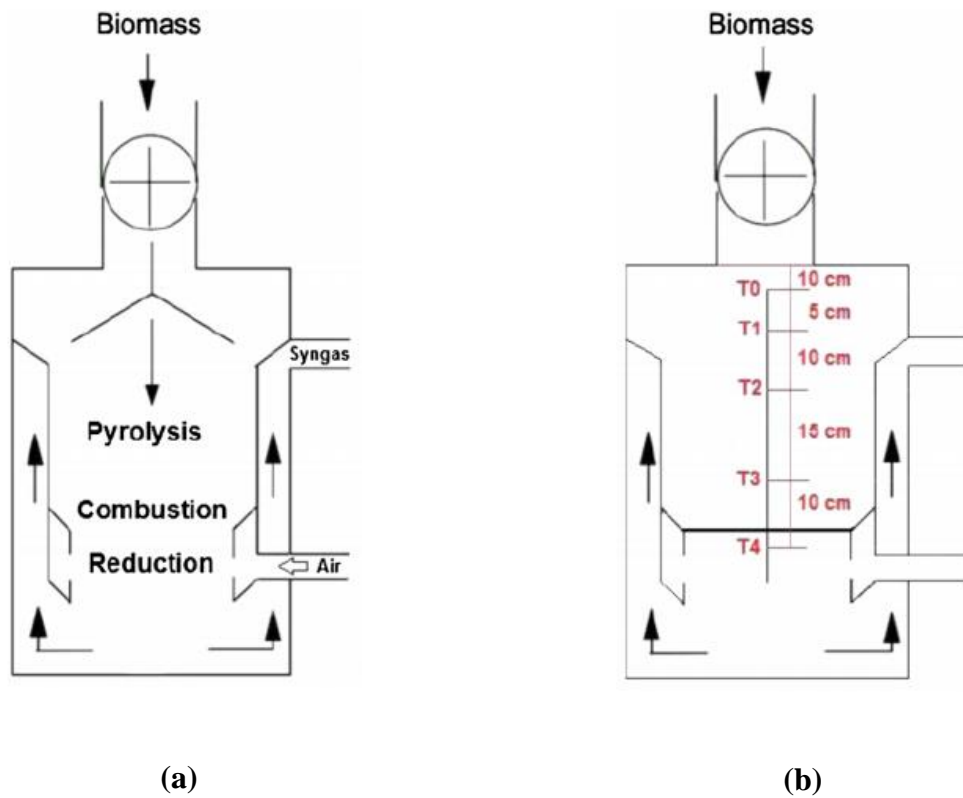 Biomass
Syngas
Pyrolysis
Combustion
Reduction
Air
(a)
Biomass
T0
10 cm
5 cm
T1
10 cm
T2
15 cm
T3
10 cm
T4
(b)